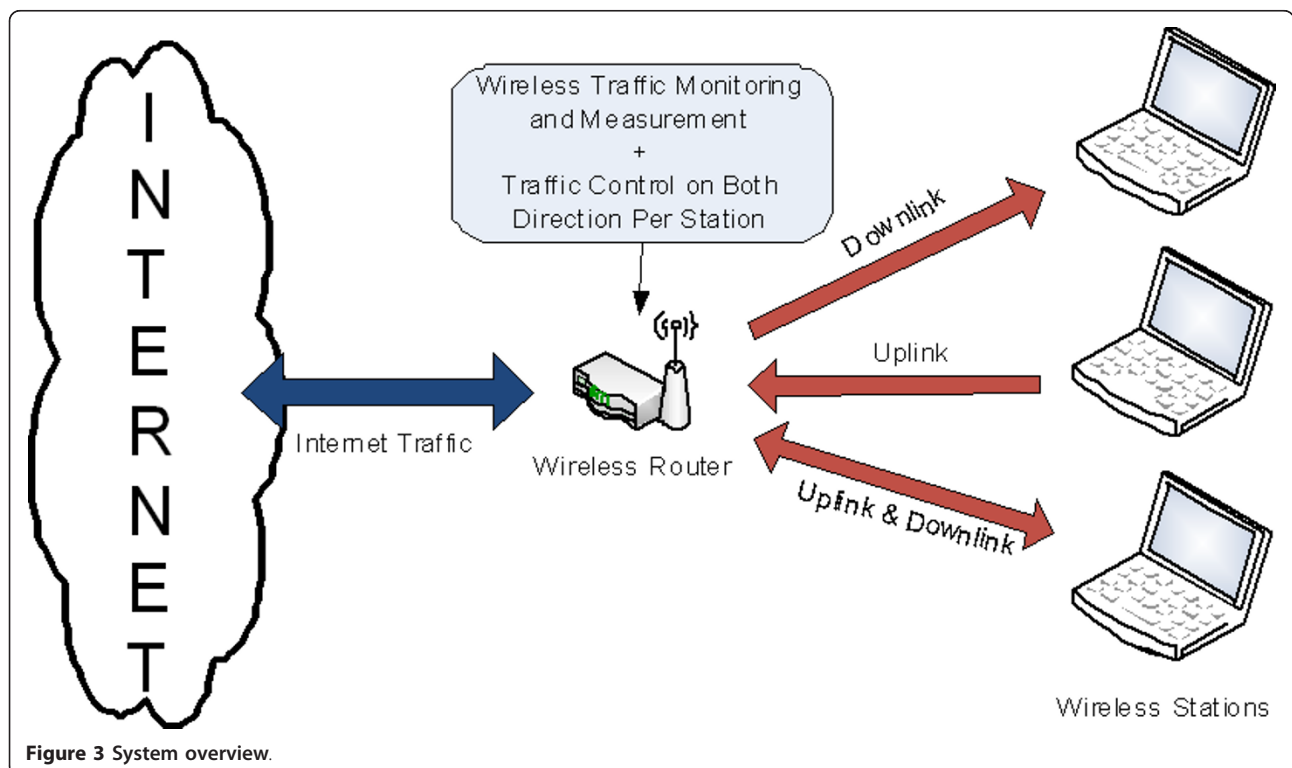 INTERNET
Wireless Traffic Monitoring
and Measurement
+
Traffic Control on Both
Direction Per Station
Downlink
Uplink
Internet Traffic
Wireless Router
Uplink & Downlink
Wireless Stations
Figure 3 System overview.